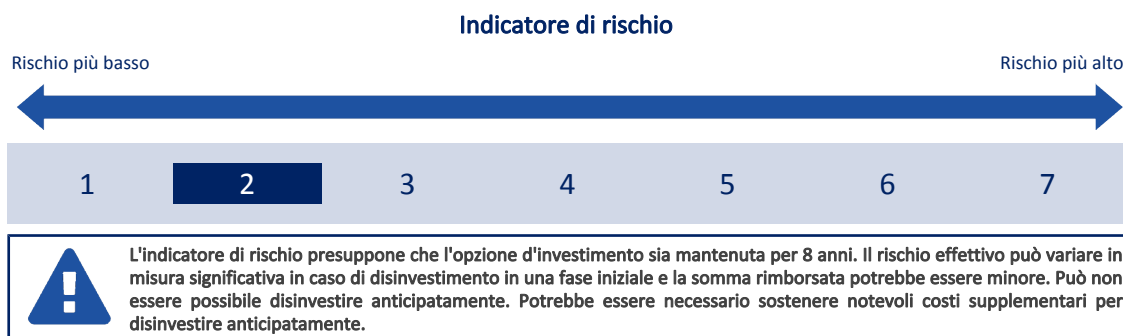 Indicatore di rischio
Rischio più basso
Rischio più alto
1 2 3 4 5 6 7
L'indicatore di rischio presuppone che l'opzione d'investimento sia mantenuta per 8 anni. Il rischio effettivo può variare in
misura significativa in caso di disinvestimento in una fase iniziale e la somma rimborsata potrebbe essere minore. Può non
essere possibile disinvestire anticipatamente. Potrebbe essere necessario sostenere notevoli costi supplementari per
disinvestire anticipatamente.